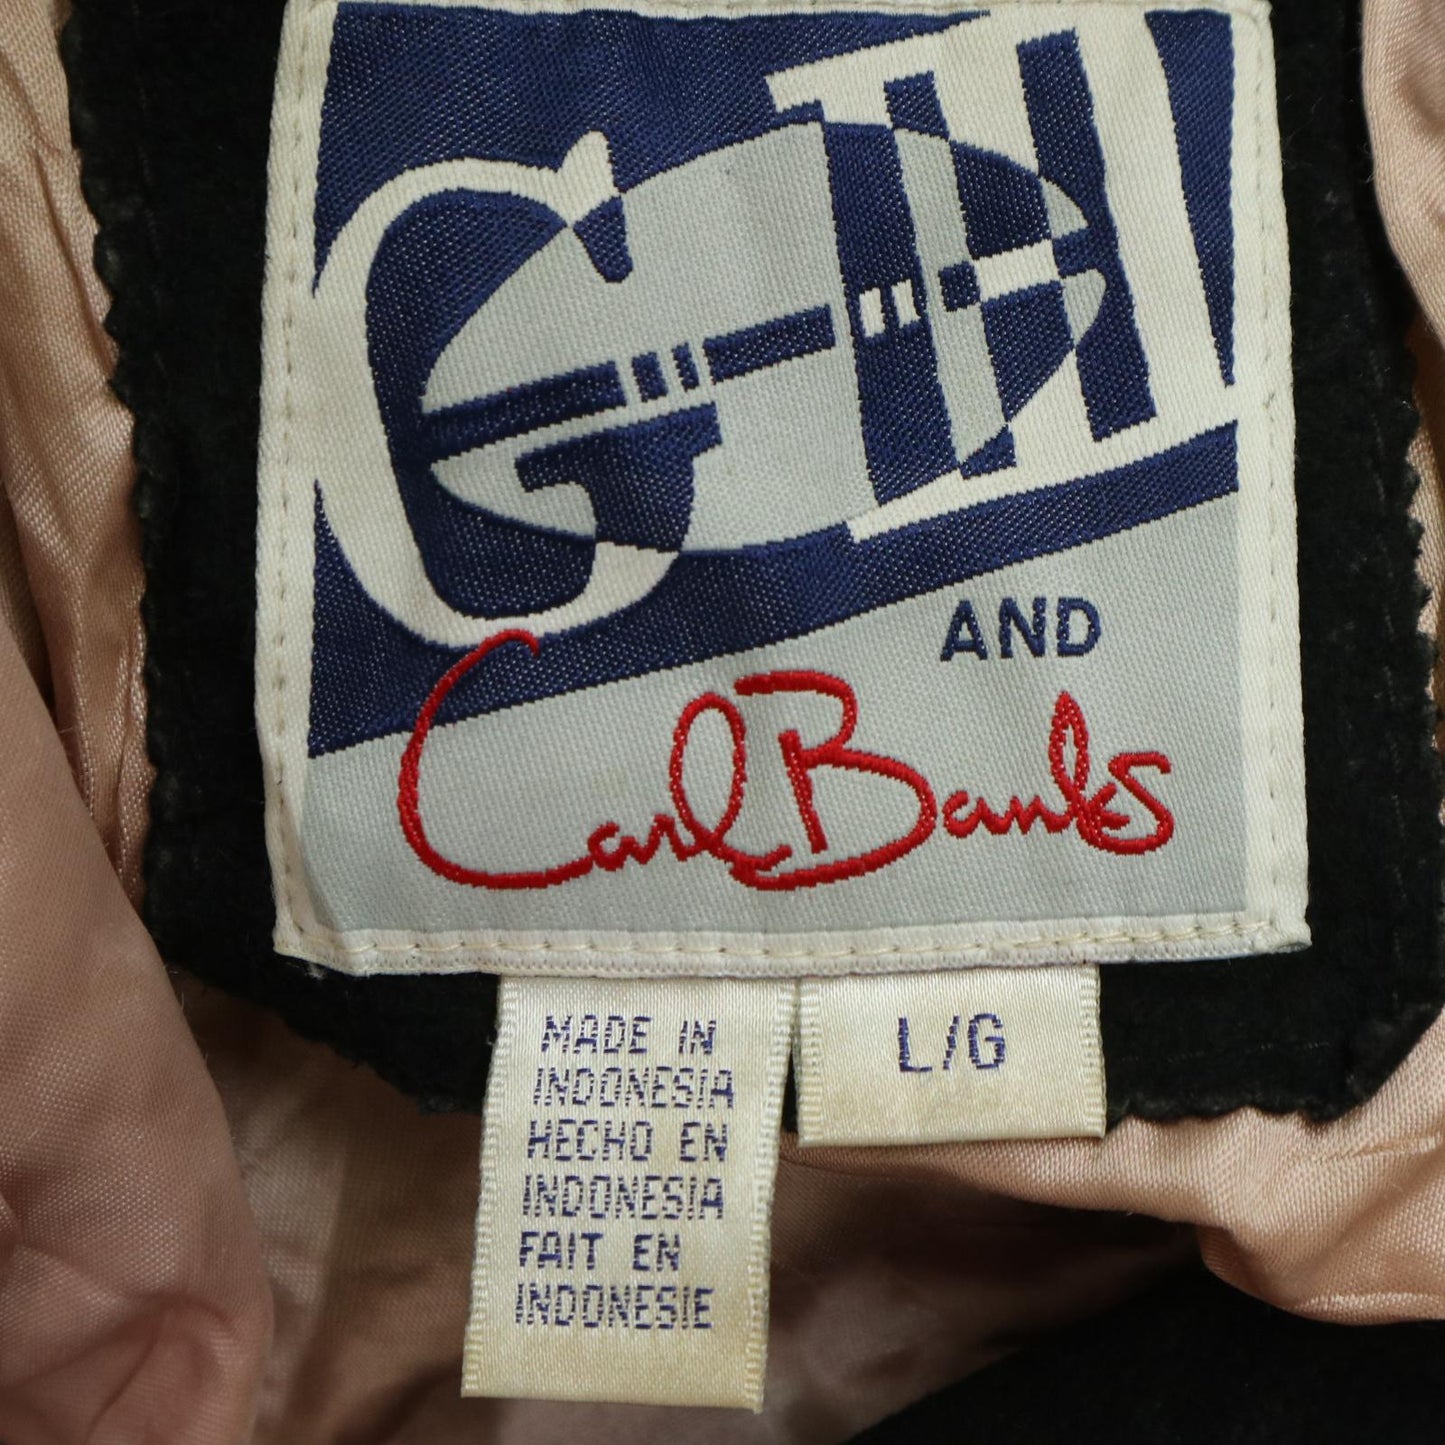 G-III
AND
Carl Banks
MADE IN
INDONESIA
HECHO EN
INDONESIA
FAIT EN
INDONESIE
L/G